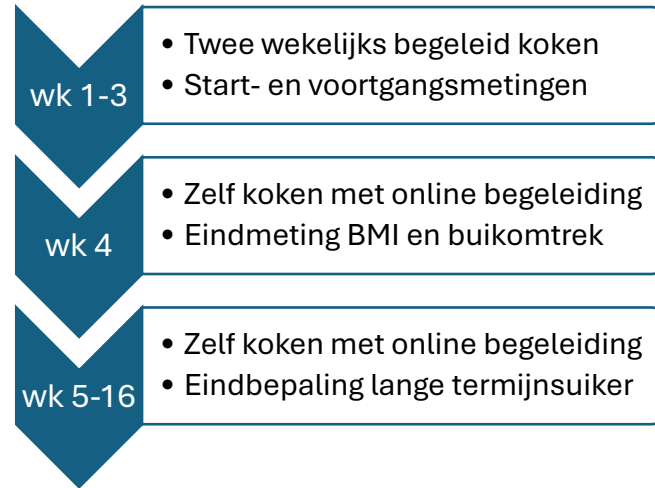 wk 1-3
• Twee wekelijks begeleid koken
• Start- en voortgangsmetingen
wk 4
• Zelf koken met online begeleiding
• Eindmeting BMI en buikomtrek
wk 5-16
• Zelf koken met online begeleiding
• Eindbepaling lange termijnsuiker